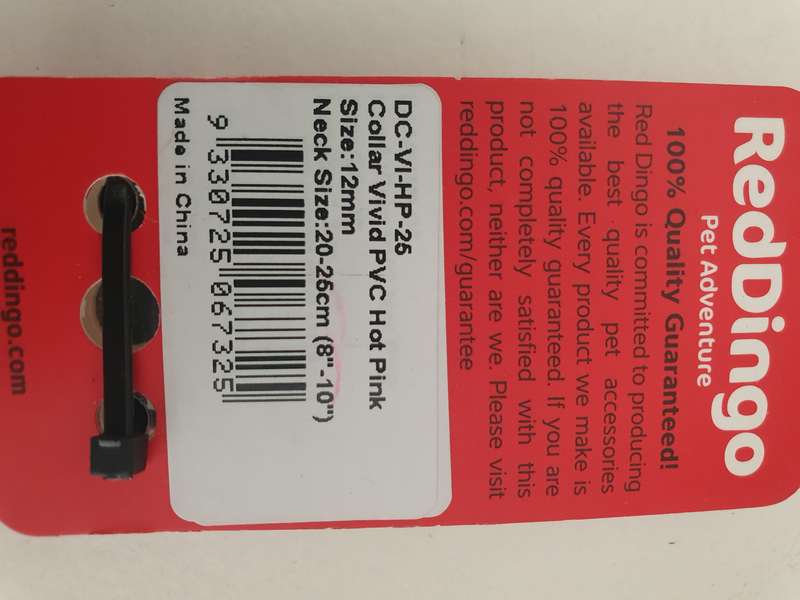 RedDingo
Pet Adventure
100% Quality Guaranteed!
Red Dingo is committed to producing
the best quality pet accessories
available. Every product we make is
100% quality guaranteed. If you are
not completely satisfied with this
product, neither are we. Please visit
reddingo.com/guarantee
DC-VI-HP-25
Collar Vivid PVC Hot Pink
Size:12mm
Neck Size:20-25cm (8"-10")
9 330725 067325
Made in China
reddingo.com